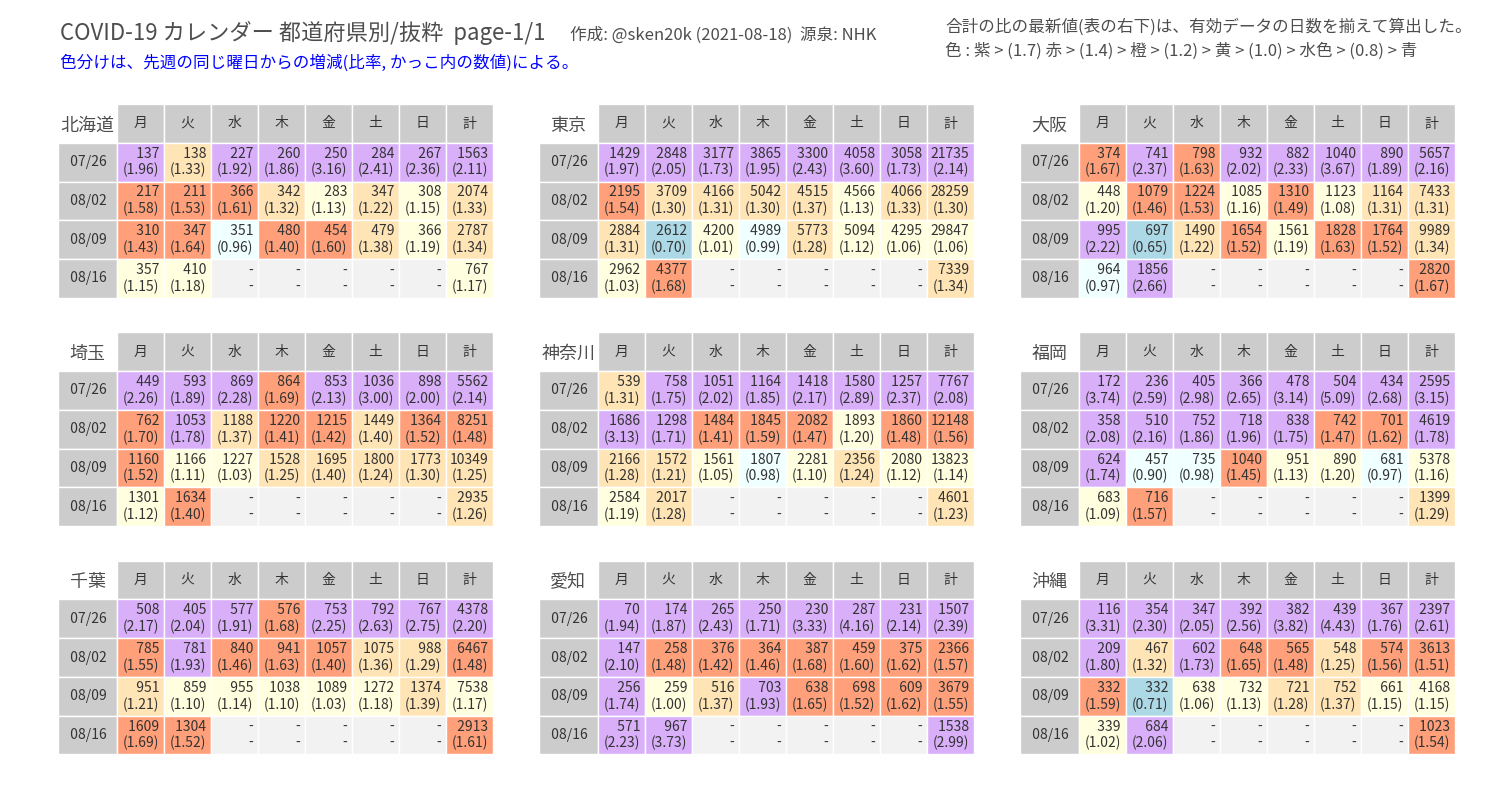 COVID-19 カレンダー 都道府県別/抜粋 page-1/1 作成: @sken20k (2021-08-18) 源泉: NHK
合計の比の最新値(表の右下)は、有効データの日数を揃えて算出した。
色分けは、先週の同じ曜日からの増減(比率, かっこ内の数値)による。
色 : 紫 > (1.7) 赤 > (1.4) > 橙 > (1.2) > 黄 > (1.0) > 水色 > (0.8) > 青
北海道 月 火 水 木 金 土 日 計
07/26 137 138 227 260 250 284 267 1563
(1.96) (1.33) (1.92) (1.86) (3.16) (2.41) (2.36) (2.11)
08/02 217 211 366 342 283 347 308 2074
(1.58) (1.53) (1.61) (1.32) (1.13) (1.22) (1.15) (1.33)
08/09 310 347 351 480 454 479 366 2787
(1.43) (1.64) (0.96) (1.40) (1.60) (1.38) (1.19) (1.34)
08/16 357 410 - - - - - 767
(1.15) (1.18) - - - - - (1.17)
東京 月 火 水 木 金 土 日 計
07/26 1429 2848 3177 3865 3300 4058 3058 21735
(1.97) (2.05) (1.73) (1.95) (2.43) (3.60) (1.73) (2.14)
08/02 2195 3709 4166 5042 4515 4566 4066 28259
(1.54) (1.30) (1.31) (1.30) (1.37) (1.13) (1.33) (1.30)
08/09 2884 2612 4200 4989 5773 5094 4295 29847
(1.31) (0.70) (1.01) (0.99) (1.28) (1.12) (1.06) (1.06)
08/16 2962 4377 - - - - - 7339
(1.03) (1.68) - - - - - (1.34)
大阪 月 火 水 木 金 土 日 計
07/26 374 741 798 932 882 1040 890 5657
(1.67) (2.37) (1.63) (2.02) (2.33) (3.67) (1.89) (2.16)
08/02 448 1079 1224 1085 1310 1123 1164 7433
(1.20) (1.46) (1.53) (1.16) (1.49) (1.08) (1.31) (1.31)
08/09 995 697 1490 1654 1561 1828 1764 9989
(2.22) (0.65) (1.22) (1.52) (1.19) (1.63) (1.52) (1.34)
08/16 964 1856 - - - - - 2820
(0.97) (2.66) - - - - - (1.67)
埼玉 月 火 水 木 金 土 日 計
07/26 449 593 869 864 853 1036 898 5562
(2.26) (1.89) (2.28) (1.69) (2.13) (3.00) (2.00) (2.14)
08/02 762 1053 1188 1220 1215 1449 1364 8251
(1.70) (1.78) (1.37) (1.41) (1.42) (1.40) (1.52) (1.48)
08/09 1160 1166 1227 1528 1695 1800 1773 10349
(1.52) (1.11) (1.03) (1.25) (1.40) (1.24) (1.30) (1.25)
08/16 1301 1634 - - - - - 2935
(1.12) (1.40) - - - - - (1.26)
神奈川 月 火 水 木 金 土 日 計
07/26 539 758 1051 1164 1418 1580 1257 7767
(1.31) (1.75) (2.02) (1.85) (2.17) (2.89) (2.37) (2.08)
08/02 1686 1298 1484 1845 2082 1893 1860 12148
(3.13) (1.71) (1.41) (1.59) (1.47) (1.20) (1.48) (1.56)
08/09 2166 1572 1561 1807 2281 2356 2080 13823
(1.28) (1.21) (1.05) (0.98) (1.10) (1.24) (1.12) (1.14)
08/16 2584 2017 - - - - - 4601
(1.19) (1.28) - - - - - (1.23)
福岡 月 火 水 木 金 土 日 計
07/26 172 236 405 366 478 504 434 2595
(3.74) (2.59) (2.98) (2.65) (3.14) (5.09) (2.68) (3.15)
08/02 358 510 752 718 838 742 701 4619
(2.08) (2.16) (1.86) (1.96) (1.75) (1.47) (1.62) (1.78)
08/09 624 457 735 1040 951 890 681 5378
(1.74) (0.90) (0.98) (1.45) (1.13) (1.20) (0.97) (1.16)
08/16 683 716 - - - - - 1399
(1.09) (1.57) - - - - - (1.29)
千葉 月 火 水 木 金 土 日 計
07/26 508 405 577 576 753 792 767 4378
(2.17) (2.04) (1.91) (1.68) (2.25) (2.63) (2.75) (2.20)
08/02 785 781 840 941 1057 1075 988 6467
(1.55) (1.93) (1.46) (1.63) (1.40) (1.36) (1.29) (1.48)
08/09 951 859 955 1038 1089 1272 1374 7538
(1.21) (1.10) (1.14) (1.10) (1.03) (1.18) (1.39) (1.17)
08/16 1609 1304 - - - - - 2913
(1.69) (1.52) - - - - - (1.61)
愛知 月 火 水 木 金 土 日 計
07/26 70 174 265 250 230 287 231 1507
(1.94) (1.87) (2.43) (1.71) (3.33) (4.16) (2.14) (2.39)
08/02 147 258 376 364 387 459 375 2366
(2.10) (1.48) (1.42) (1.46) (1.68) (1.60) (1.62) (1.57)
08/09 256 259 516 703 638 698 609 3679
(1.74) (1.00) (1.37) (1.93) (1.65) (1.52) (1.62) (1.55)
08/16 571 967 - - - - - 1538
(2.23) (3.73) - - - - - (2.99)
沖縄 月 火 水 木 金 土 日 計
07/26 116 354 347 392 382 439 367 2397
(3.31) (2.30) (2.05) (2.56) (3.82) (4.43) (1.76) (2.61)
08/02 209 467 602 648 565 548 574 3613
(1.80) (1.32) (1.73) (1.65) (1.48) (1.25) (1.56) (1.51)
08/09 332 332 638 732 721 752 661 4168
(1.59) (0.71) (1.06) (1.13) (1.28) (1.37) (1.15) (1.15)
08/16 339 684 - - - - - 1023
(1.02) (2.06) - - - - - (1.54)